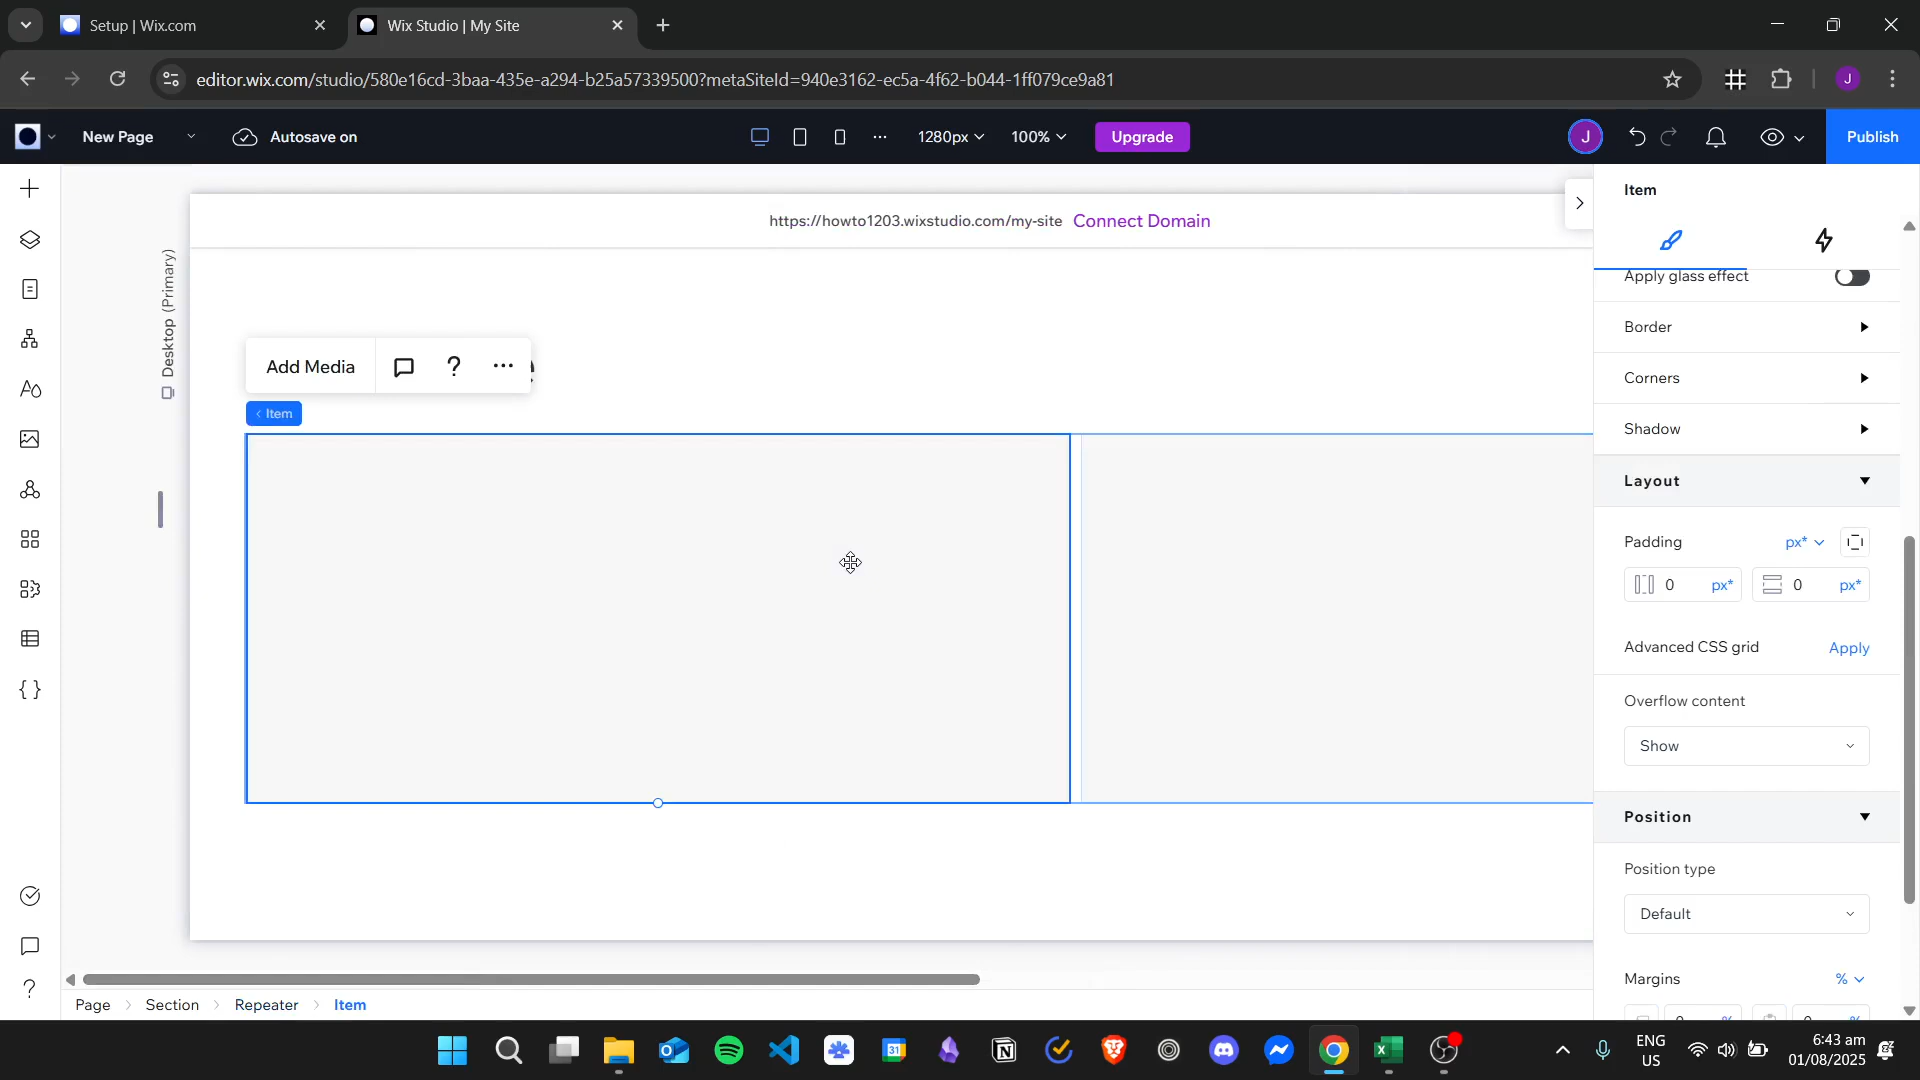 Setup | Wix.com
Wix Studio | My Site
editor.wix.com/studio/580e16cd-3baa-435e-a294-b25a57339500?metaSiteId=940e3162-ec5a-4f62-b044-1ff079ce9a81
J
New Page
Autosave on
1280px
100%
Upgrade
J
Publish
https://howto1203.wixstudio.com/my-site Connect Domain
Desktop (Primary)
Add Media
?
< Item
Item
Apply glass effect
Border
Corners
Shadow
Layout
Padding
px*
0 px*
0 px*
Advanced CSS grid
Apply
Overflow content
Show
Position
Position type
Default
Margins
%
Page > Section > Repeater > Item
31
ENG
US
6:43 am
01/08/2025